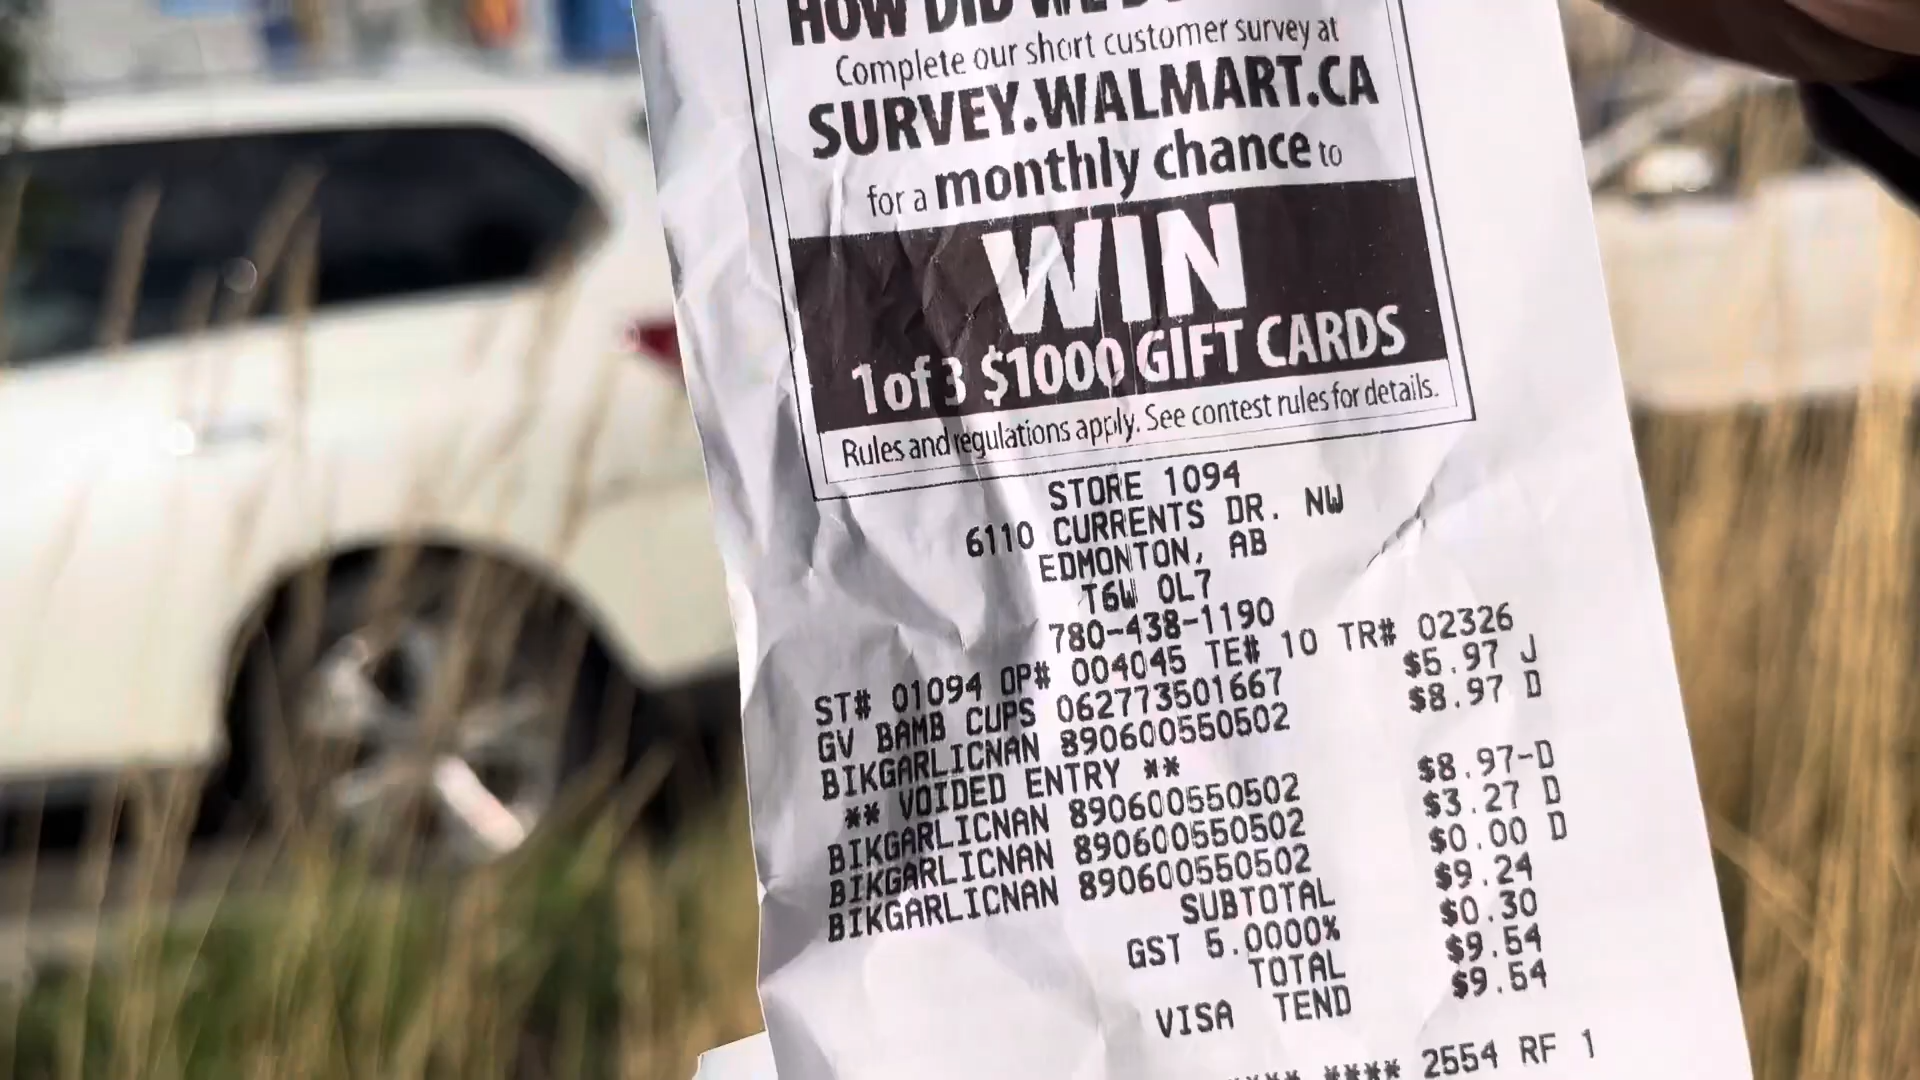 HOW DID WE D
Complete our short customer survey at
SURVEY.WALMART.CA
for a monthly chance to
WIN
1 of 3 $1000 GIFT CARDS
Rules and regulations apply. See contest rules for details.
STORE 1094
6110 CURRENTS DR. NW
EDMONTON, AB
T6W 0L7
780-438-1190
ST# 01094 OP# 004045 TE# 10 TR# 02326
GV BAMB CUPS 062773501667 $5.97 J
BIKGARLICNAN 890600550502 $8.97 D
** VOIDED ENTRY **
BIKGARLICNAN 890600550502 $8.97-D
BIKGARLICNAN 890600550502 $3.27 D
BIKGARLICNAN 890600550502 $0.00 D
SUBTOTAL $9.24
GST 5.0000% $0.30
TOTAL $9.54
VISA TEND $9.54
**** **** 2554 RF 1